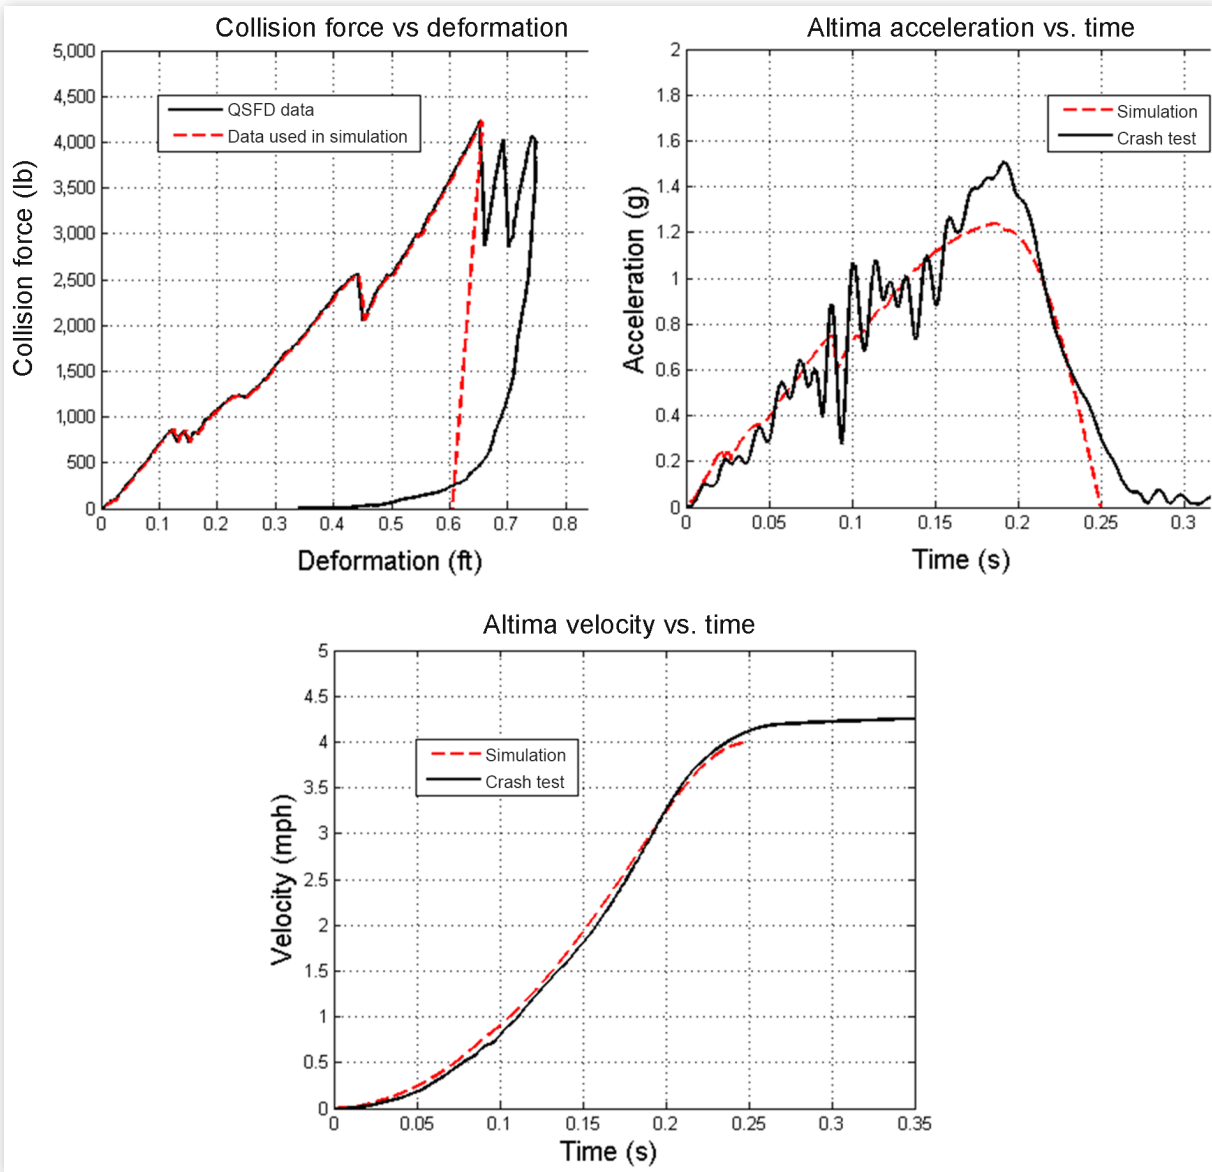 Collision force vs deformation
5,000
4,500
4,000
3,500
3,000
2,500
2,000
1,500
1,000
500
0
Collision force (lb)
QSFD data
Data used in simulation
0 0.1 0.2 0.3 0.4 0.5 0.6 0.7 0.8
Deformation (ft)
Altima acceleration vs. time
2
1.8
1.6
1.4
1.2
1
0.8
0.6
0.4
0.2
0
Acceleration (g)
Simulation
Crash test
0 0.05 0.1 0.15 0.2 0.25 0.3
Time (s)
Altima velocity vs. time
5
4.5
4
3.5
3
2.5
2
1.5
1
0.5
0
Velocity (mph)
Simulation
Crash test
0 0.05 0.1 0.15 0.2 0.25 0.3 0.35
Time (s)